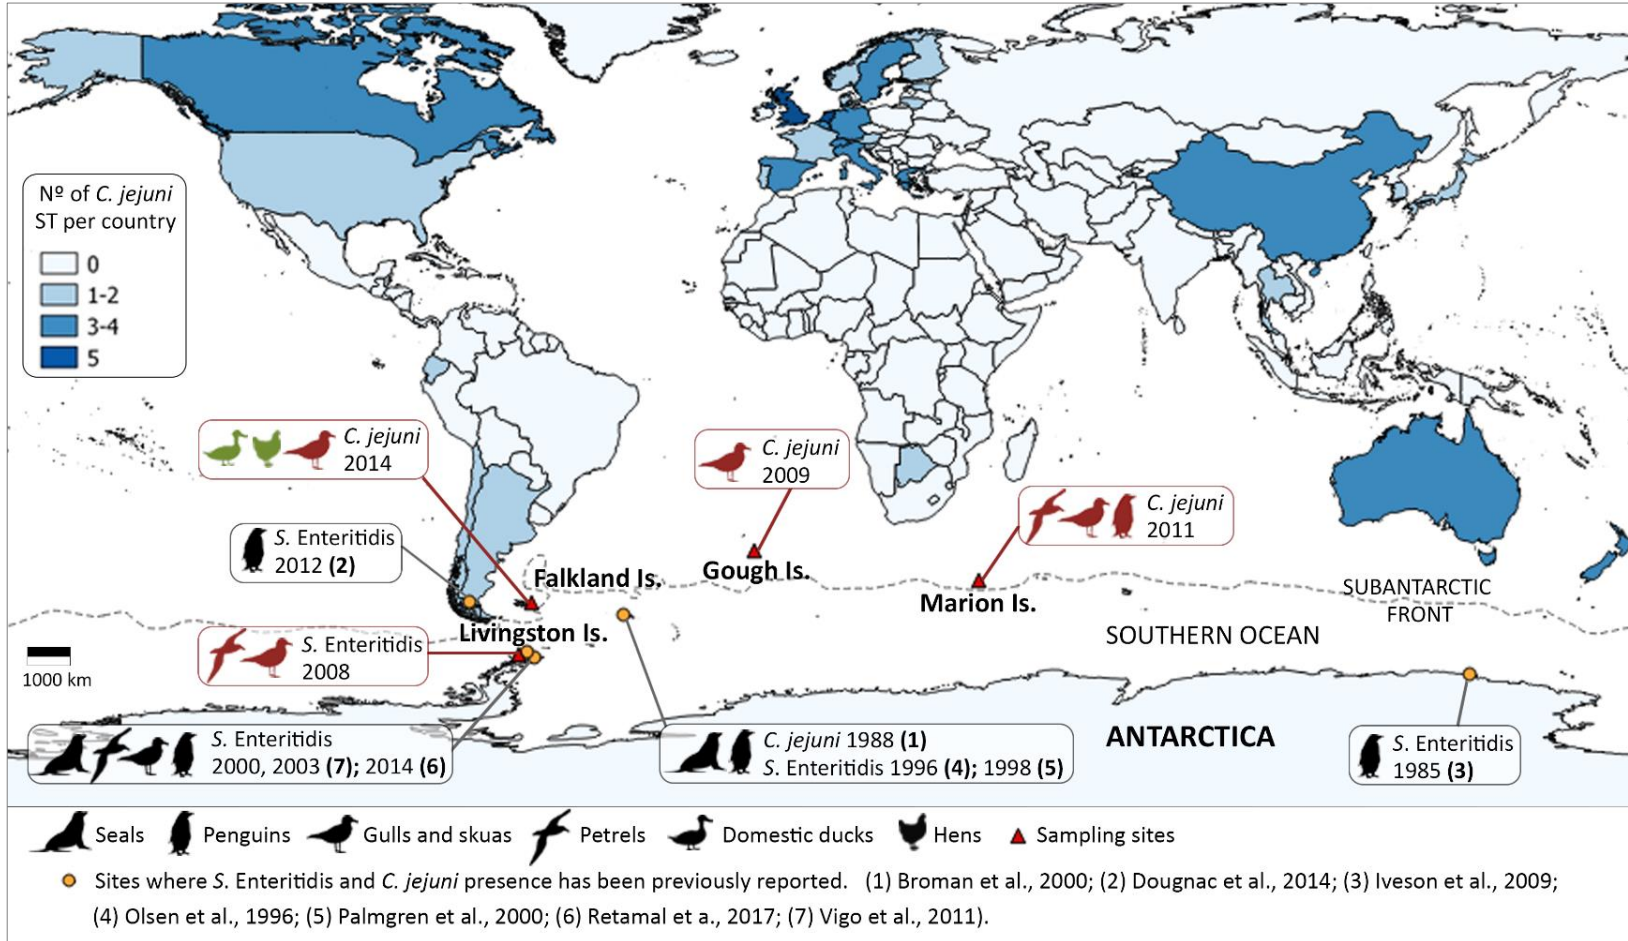 Nº of C. jejuni
ST per country
0
1-2
3-4
5
C. jejuni
2014
C. jejuni
2009
C. jejuni
2011
S. Enteritidis
2012 (2)
Falkland Is.
Gough Is.
Marion Is.
SUBANTARCTIC
FRONT
Livingston Is.
SOUTHERN OCEAN
S. Enteritidis
2008
1000 km
S. Enteritidis
2000, 2003 (7); 2014 (6)
C. jejuni 1988 (1)
S. Enteritidis 1996 (4); 1998 (5)
ANTARCTICA
S. Enteritidis
1985 (3)
Seals Penguins Gulls and skuas Petrels Domestic ducks Hens Sampling sites
Sites where S. Enteritidis and C. jejuni presence has been previously reported. (1) Broman et al., 2000; (2) Dougnac et al., 2014; (3) Iveson et al., 2009;
(4) Olsen et al., 1996; (5) Palmgren et al., 2000; (6) Retamal et a., 2017; (7) Vigo et al., 2011).